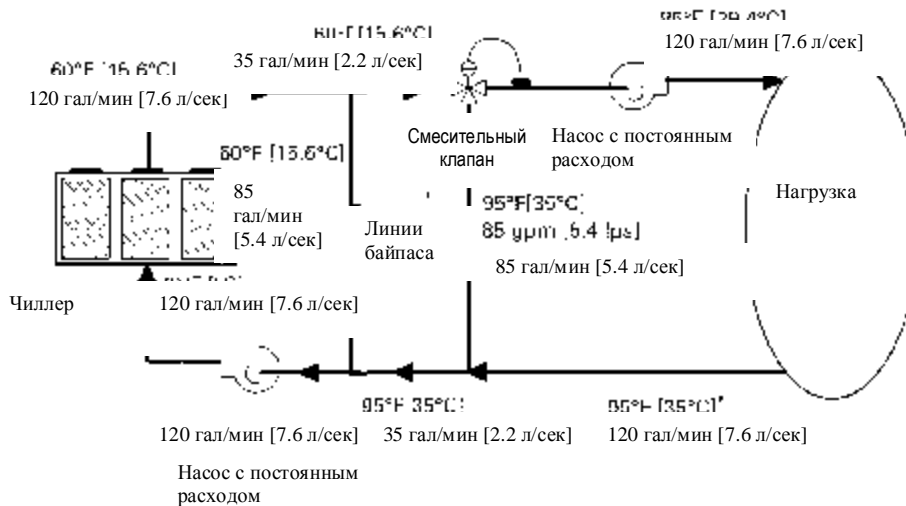 120 гал/мин [7.6 л/сек]
35 гал/мин [2.2 л/сек]
60°F [15.6°C]
120 гал/мин [7.6 л/сек]
Смесительный
клапан
Насос с постоянным
расходом
60°F [15.6°C]
85
гал/мин
[5.4 л/сек]
Линии
байпаса
95°F[35°C]
85 gpm [5.4 lps]
85 гал/мин [5.4 л/сек]
Нагрузка
Чиллер
120 гал/мин [7.6 л/сек]
95°F 35°C]
120 гал/мин [7.6 л/сек]
35 гал/мин [2.2 л/сек]
95°F [35°C]
120 гал/мин [7.6 л/сек]
Насос с постоянным
расходом